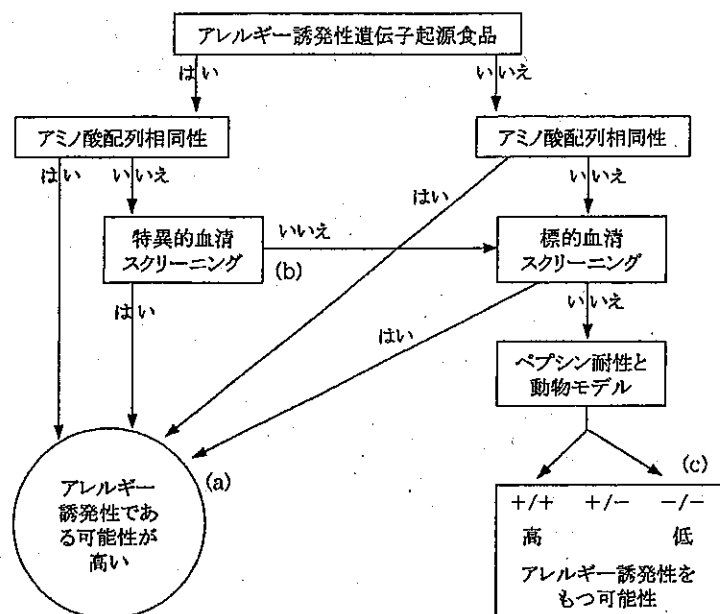 アレルギー誘発性遺伝子起源食品
はい
いいえ
アミノ酸配列相同性
アミノ酸配列相同性
はい
いいえ
はい
いいえ
特異的血清
スクリーニング
いいえ
(b)
標的血清
スクリーニング
はい
はい
いいえ
ペプシン耐性と
動物モデル
(a)
(c)
アレルギー
誘発性であ
る可能性が
高い
+/+ +/− −/−
高 低
アレルギー誘発性を
もつ可能性